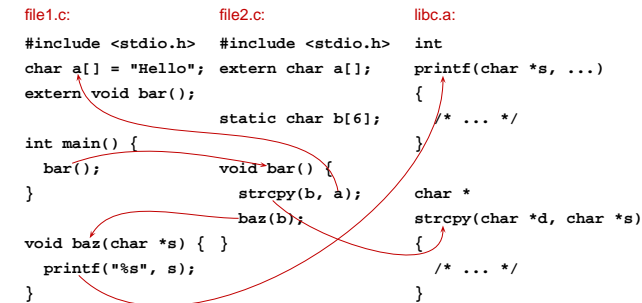 file1.c:
#include <stdio.h>
char a[] = "Hello";
extern void bar();
int main() {
bar();
}
void baz(char *s) {
printf("%s", s);
}
file2.c:
#include <stdio.h>
extern char a[];
static char b[6];
void bar() {
strcpy(b, a);
baz(b);
}
libc.a:
int
printf(char *s, ...)
{
/* ... */
}
char *
strcpy(char *d, char *s)
{
/* ... */
}